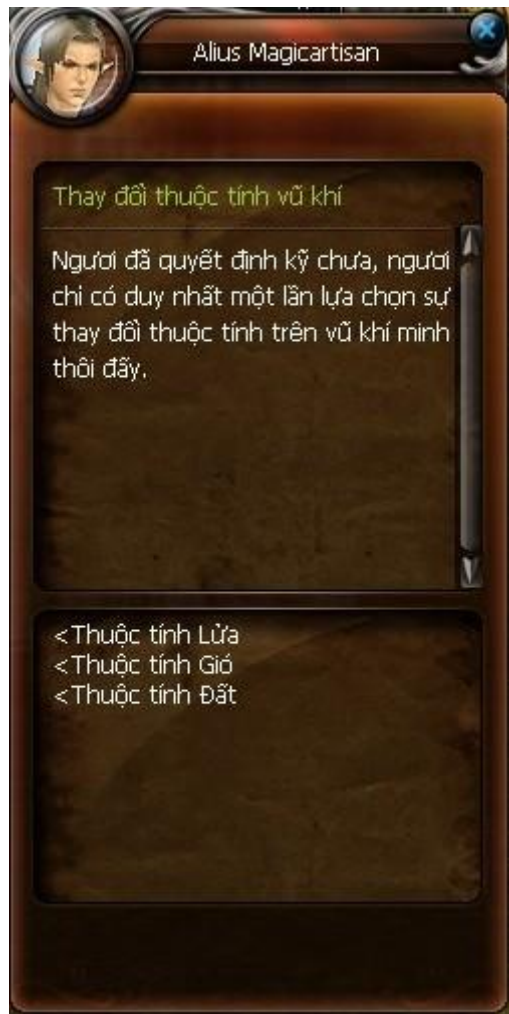 Alius Magicartisan
Thay đổi thuộc tính vũ khí
Ngươi đã quyết định kỹ chưa, ngươi
chỉ có duy nhất một lần lựa chọn sự
thay đổi thuộc tính trên vũ khí minh
thôi đấy.
<Thuộc tính Lửa
<Thuộc tính Gió
<Thuộc tính Đất